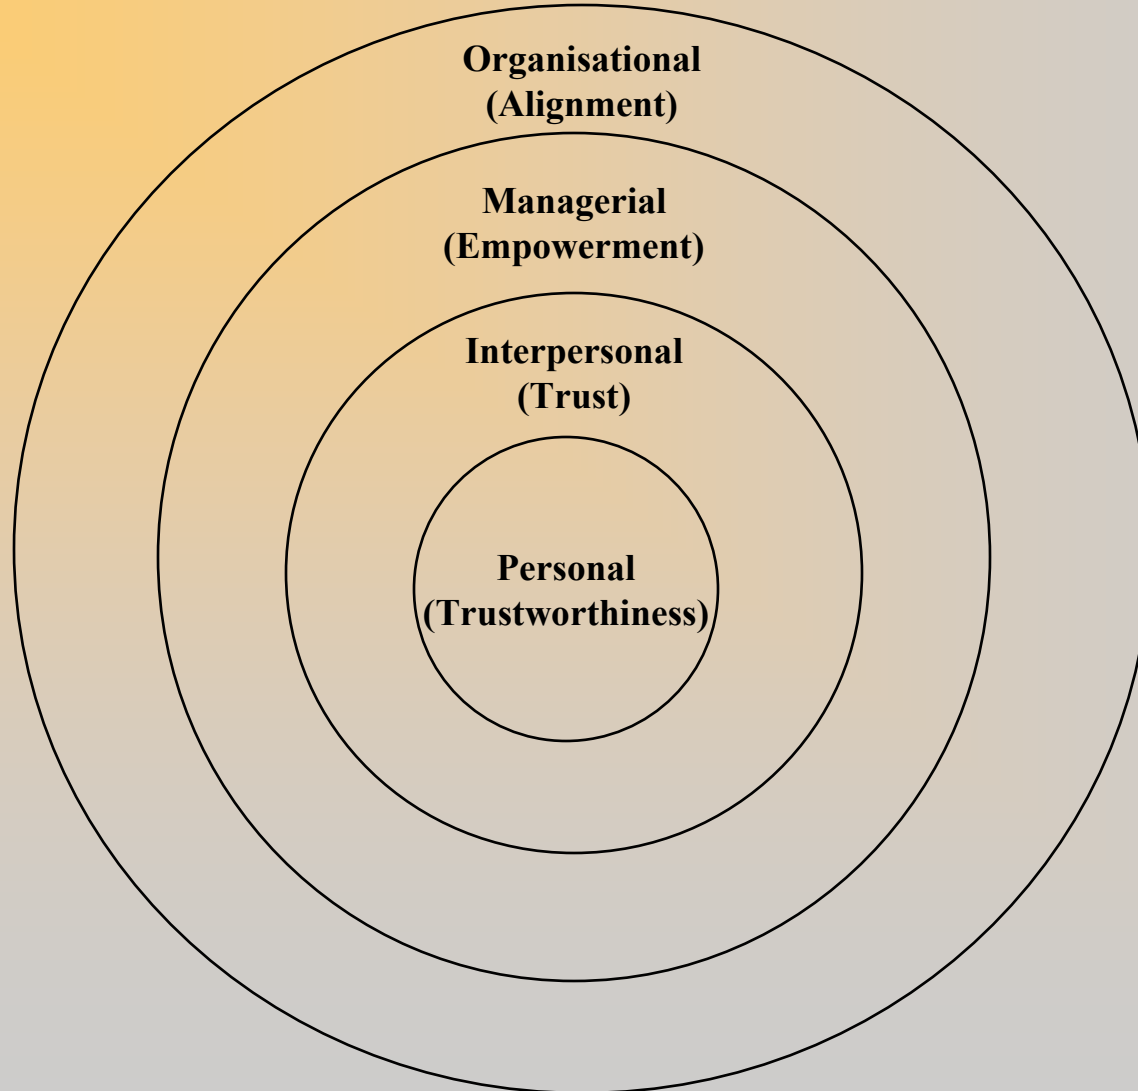 Organisational
(Alignment)
Managerial
(Empowerment)
Interpersonal
(Trust)
Personal
(Trustworthiness)